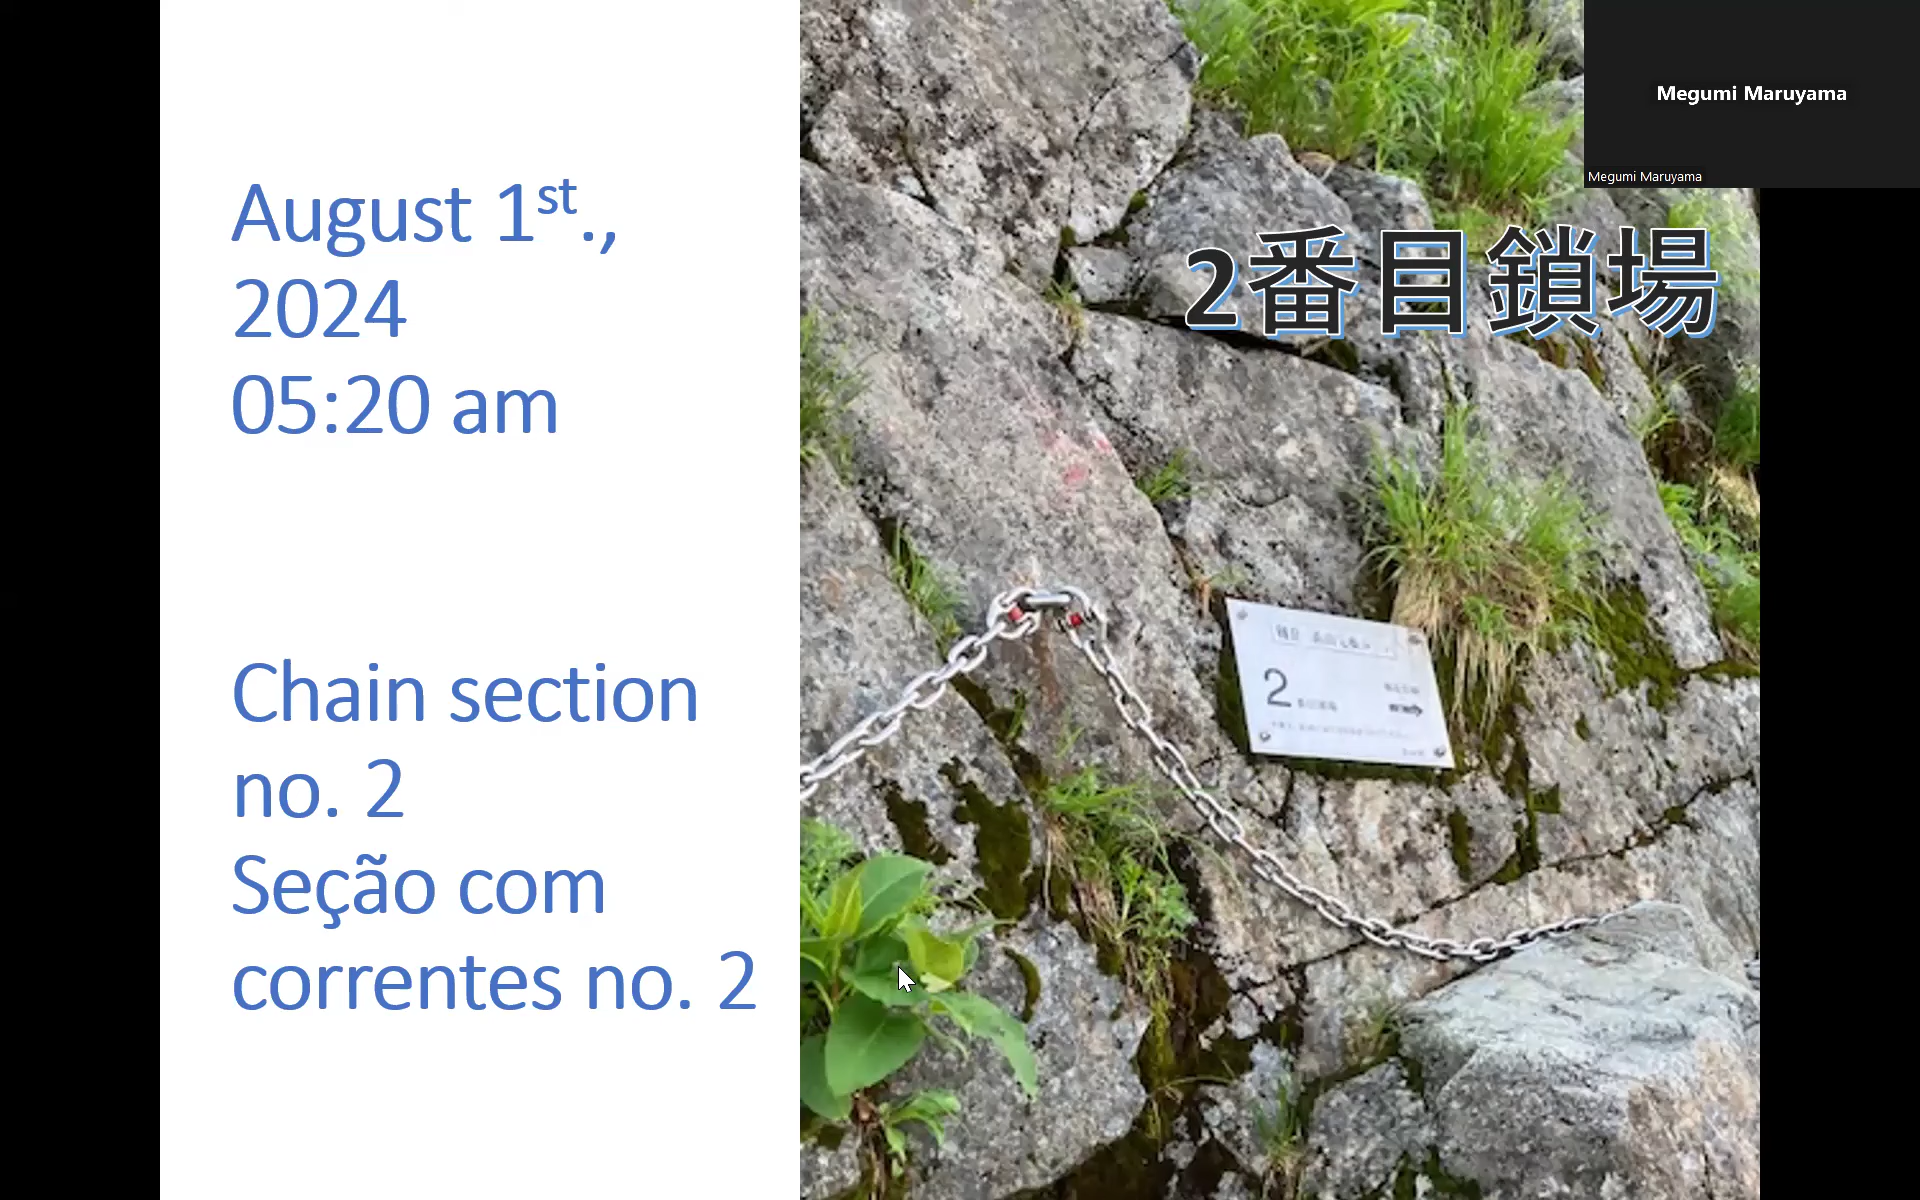 August 1st.,
2024
05:20 am
Chain section
no. 2
Seção com
correntes no. 2
2番目鎖場
2
Megumi Maruyama
Megumi Maruyama